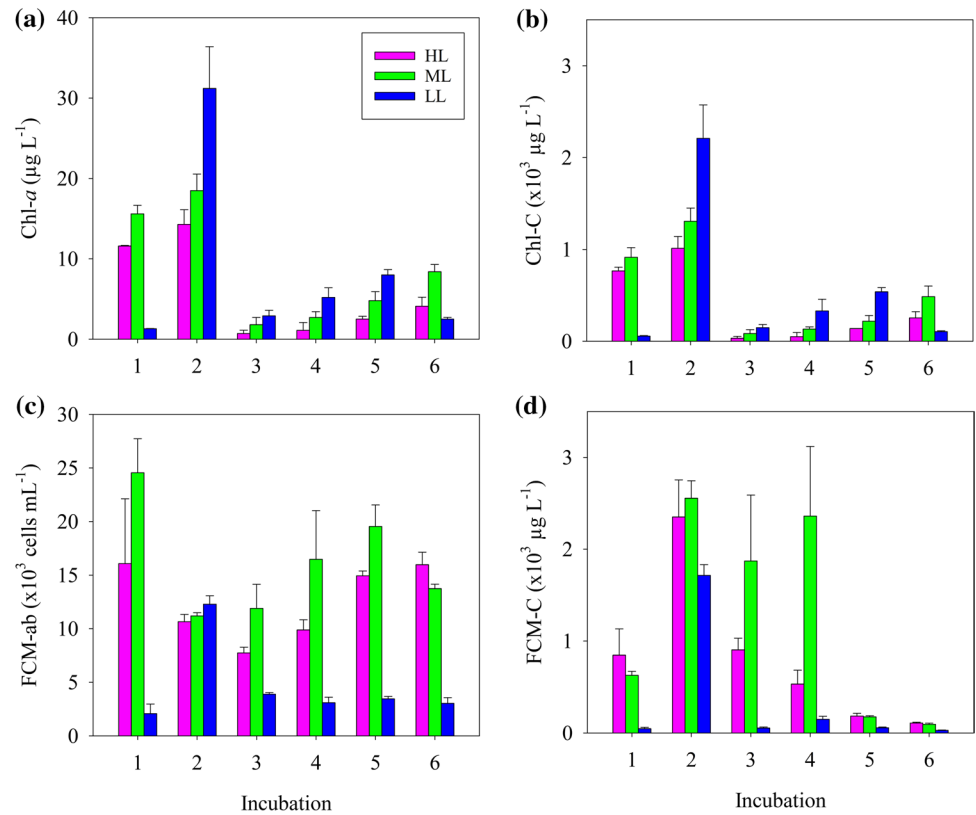 (a)
40
30
20
10
0
Chl-a (μg L⁻¹)
HL
ML
LL
1 2 3 4 5 6
(b)
3
2
1
0
Chl-C (x10³ μg L⁻¹)
1 2 3 4 5 6
(c)
30
25
20
15
10
5
0
FCM-ab (x10³ cells mL⁻¹)
1 2 3 4 5 6
Incubation
(d)
3
2
1
0
FCM-C (x10³ μg L⁻¹)
1 2 3 4 5 6
Incubation